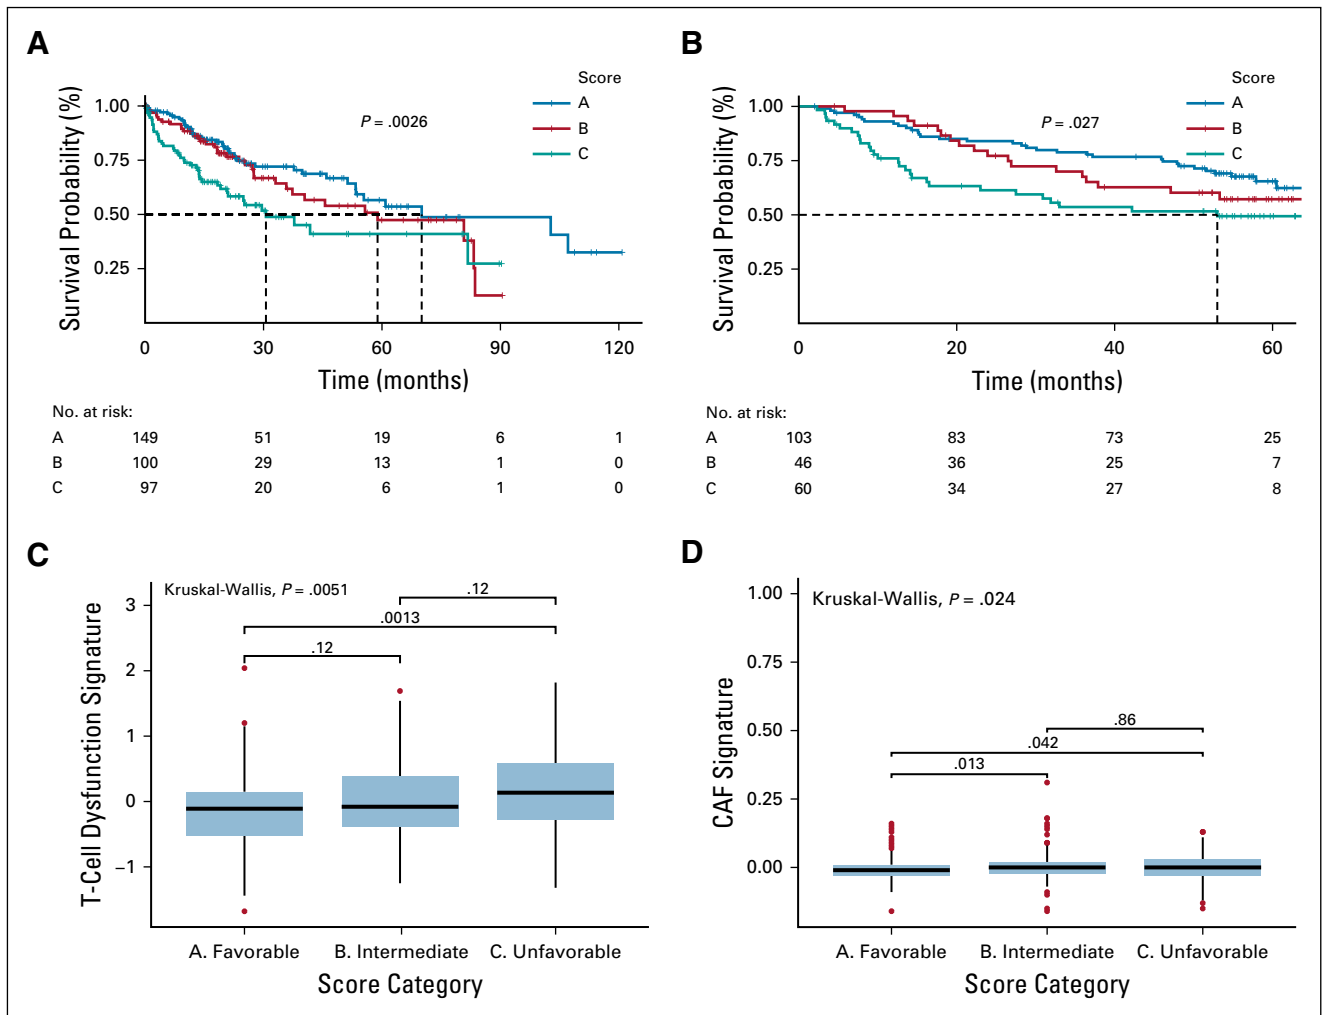 A
Survival Probability (%)
1.00
0.75
0.50
0.25
P = .0026
Score
A
B
C
0 30 60 90 120
Time (months)
No. at risk:
A 149 51 19 6 1
B 100 29 13 1 0
C 97 20 6 1 0
B
Survival Probability (%)
1.00
0.75
0.50
0.25
P = .027
Score
A
B
C
0 20 40 60
Time (months)
No. at risk:
A 103 83 73 25
B 46 36 25 7
C 60 34 27 8
C
T-Cell Dysfunction Signature
Kruskal-Wallis, P = .0051
3
2
1
0
−1
.12
.0013
.12
A. Favorable B. Intermediate C. Unfavorable
Score Category
D
CAF Signature
1.00
0.75
0.50
0.25
0.00
Kruskal-Wallis, P = .024
.86
.042
.013
A. Favorable B. Intermediate C. Unfavorable
Score Category